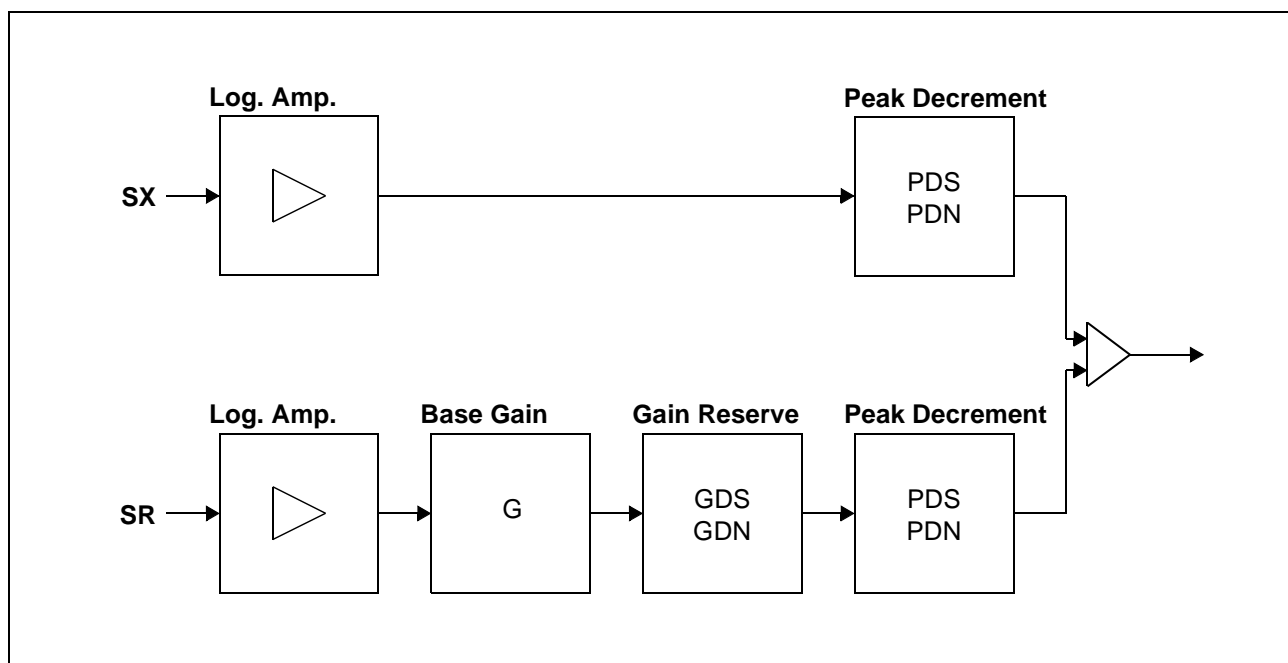 Log. Amp.
Peak Decrement
SX
PDS
PDN
Log. Amp.
Base Gain
Gain Reserve
Peak Decrement
SR
G
GDS
GDN
PDS
PDN